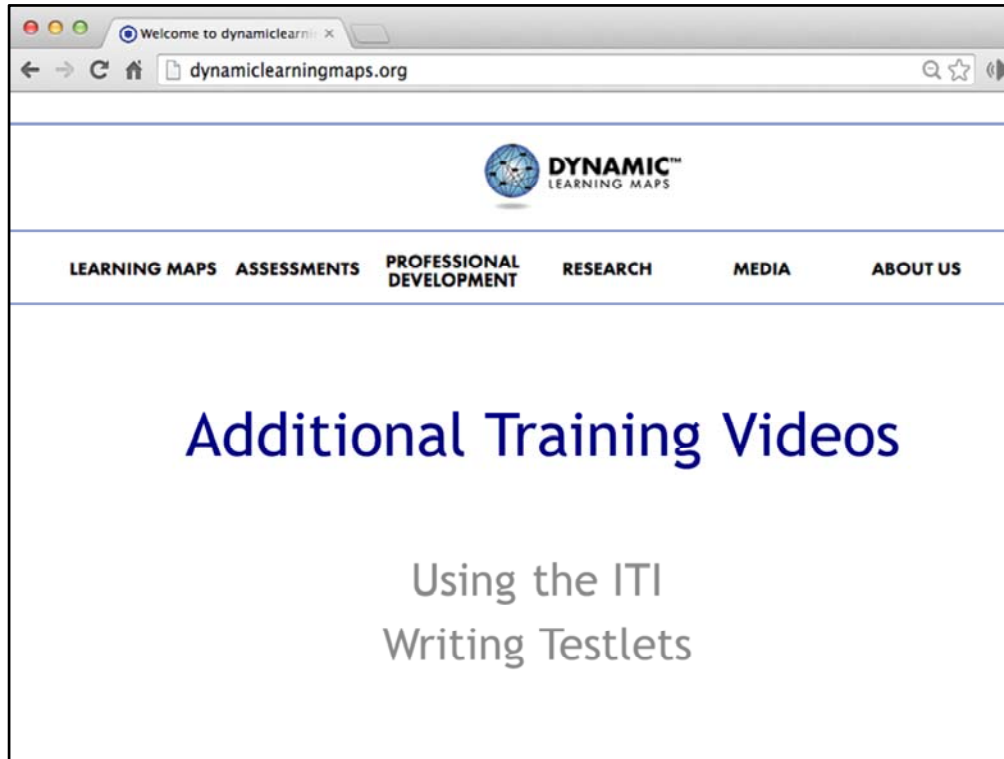 Welcome to dynamiclearni
dynamiclearningmaps.org
DYNAMIC™
LEARNING MAPS
LEARNING MAPS ASSESSMENTS PROFESSIONAL DEVELOPMENT RESEARCH MEDIA ABOUT US
Additional Training Videos
Using the ITI
Writing Testlets